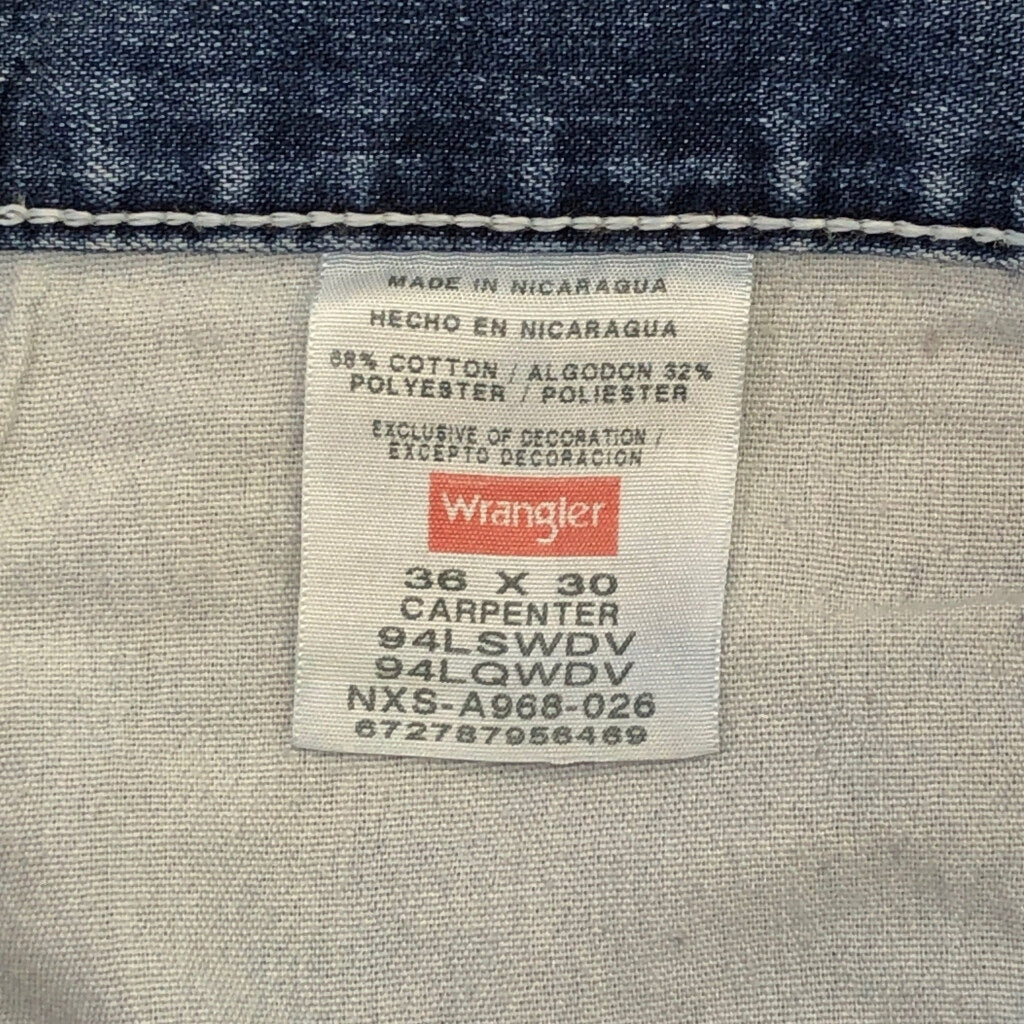 MADE IN NICARAGUA
HECHO EN NICARAGUA
68% COTTON / ALGODON 32%
POLYESTER / POLIESTER
EXCLUSIVE OF DECORATION /
EXCEPTO DECORACION
Wrangler
36 X 30
CARPENTER
94LSWDV
94LQWDV
NXS-A968-026
672787956469